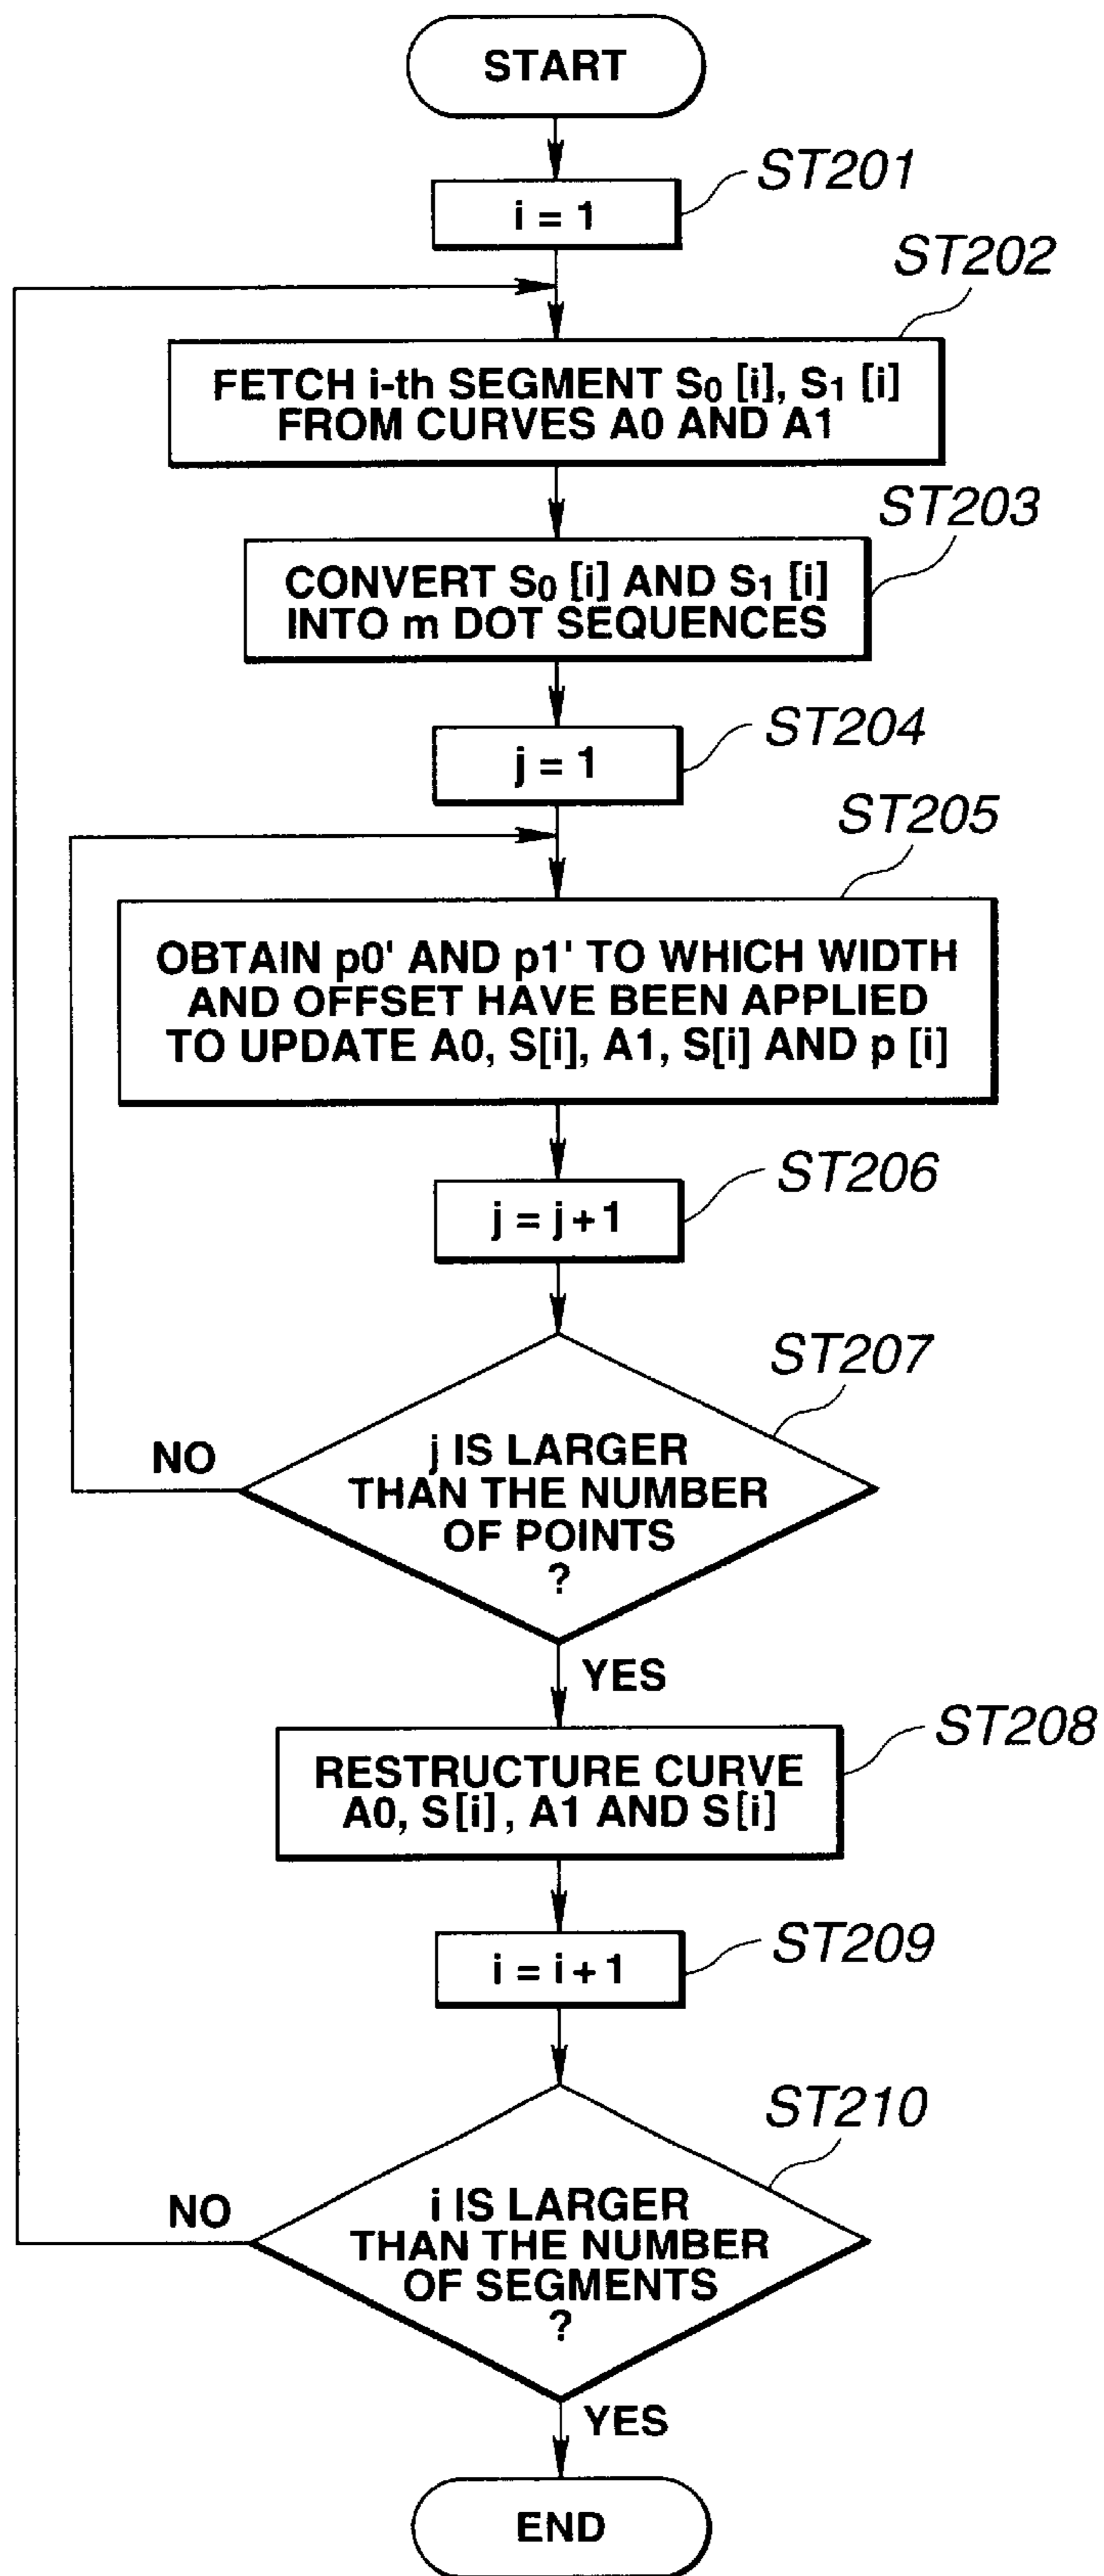 START
ST201
i = 1
ST202
FETCH i-th SEGMENT S₀ [i], S₁ [i]
FROM CURVES A0 AND A1
ST203
CONVERT S₀ [i] AND S₁ [i]
INTO m DOT SEQUENCES
ST204
j = 1
ST205
OBTAIN p0' AND p1' TO WHICH WIDTH
AND OFFSET HAVE BEEN APPLIED
TO UPDATE A0, S[i], A1, S[i] AND p [i]
ST206
j = j + 1
ST207
j IS LARGER
THAN THE NUMBER
OF POINTS
?
NO
YES
ST208
RESTRUCTURE CURVE
A0, S[i], A1 AND S[i]
ST209
i = i + 1
ST210
i IS LARGER
THAN THE NUMBER
OF SEGMENTS
?
NO
YES
END